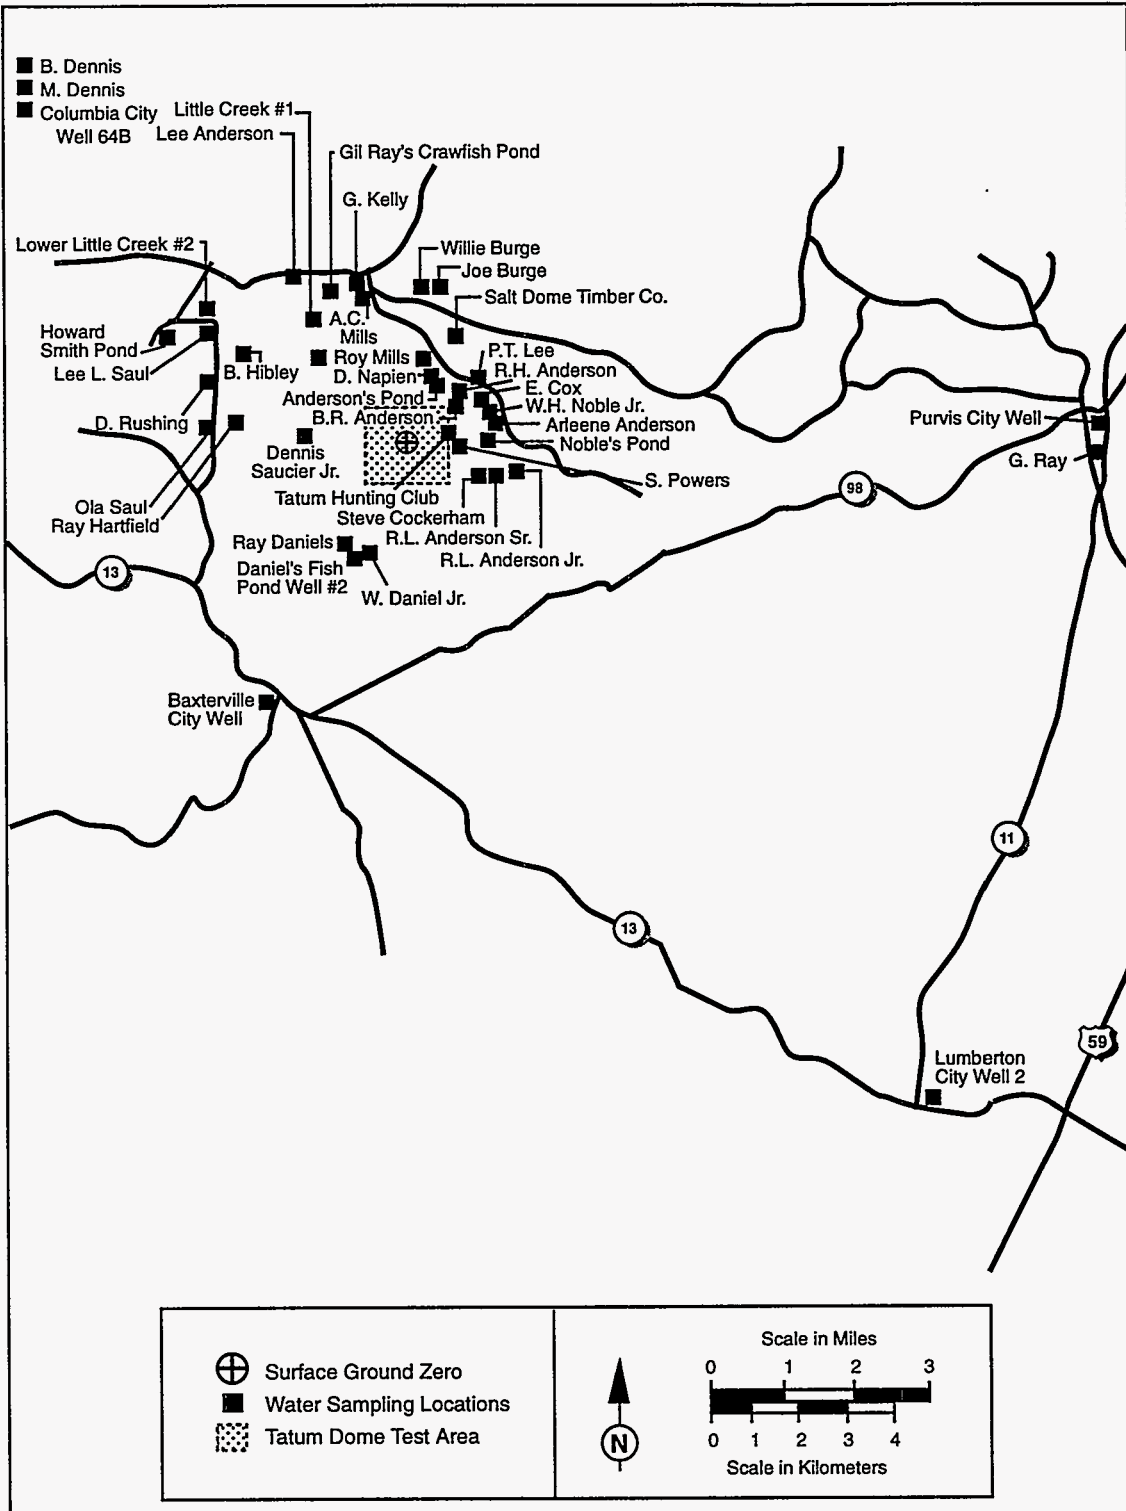 B. Dennis
M. Dennis
Columbia City
Well 64B
Little Creek #1
Lee Anderson
Gil Ray's Crawfish Pond
G. Kelly
Lower Little Creek #2
Willie Burge
Joe Burge
Salt Dome Timber Co.
A.C.
Mills
Howard
Smith Pond
Lee L. Saul
B. Hibley
Roy Mills
D. Napien
Anderson's Pond
B.R. Anderson
P.T. Lee
R.H. Anderson
E. Cox
W.H. Noble Jr.
Arleene Anderson
Noble's Pond
S. Powers
D. Rushing
Dennis
Saucier Jr.
Purvis City Well
G. Ray
98
Ola Saul
Ray Hartfield
Tatum Hunting Club
Steve Cockerham
R.L. Anderson Sr.
R.L. Anderson Jr.
Ray Daniels
Daniel's Fish
Pond Well #2
W. Daniel Jr.
13
Baxterville
City Well
11
13
59
Lumberton
City Well 2
Surface Ground Zero
Water Sampling Locations
Tatum Dome Test Area
N
Scale in Miles
0 1 2 3
0 1 2 3 4
Scale in Kilometers